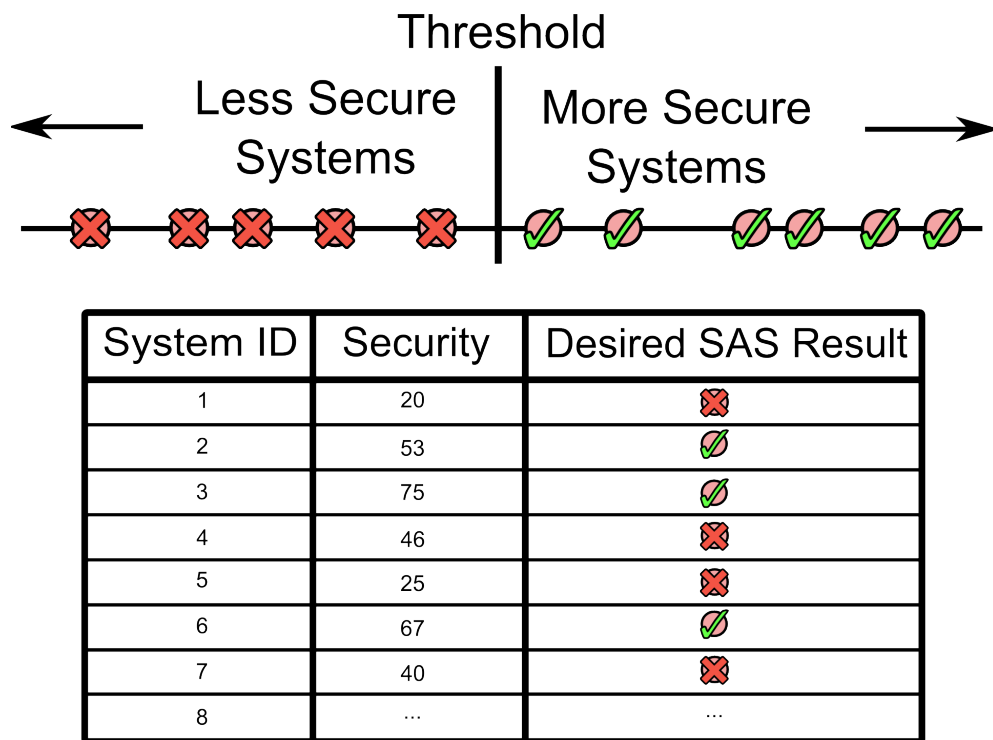 Threshold
Less Secure
Systems
More Secure
Systems
System ID Security Desired SAS Result
1 20
2 53
3 75
4 46
5 25
6 67
7 40
8 ... ...